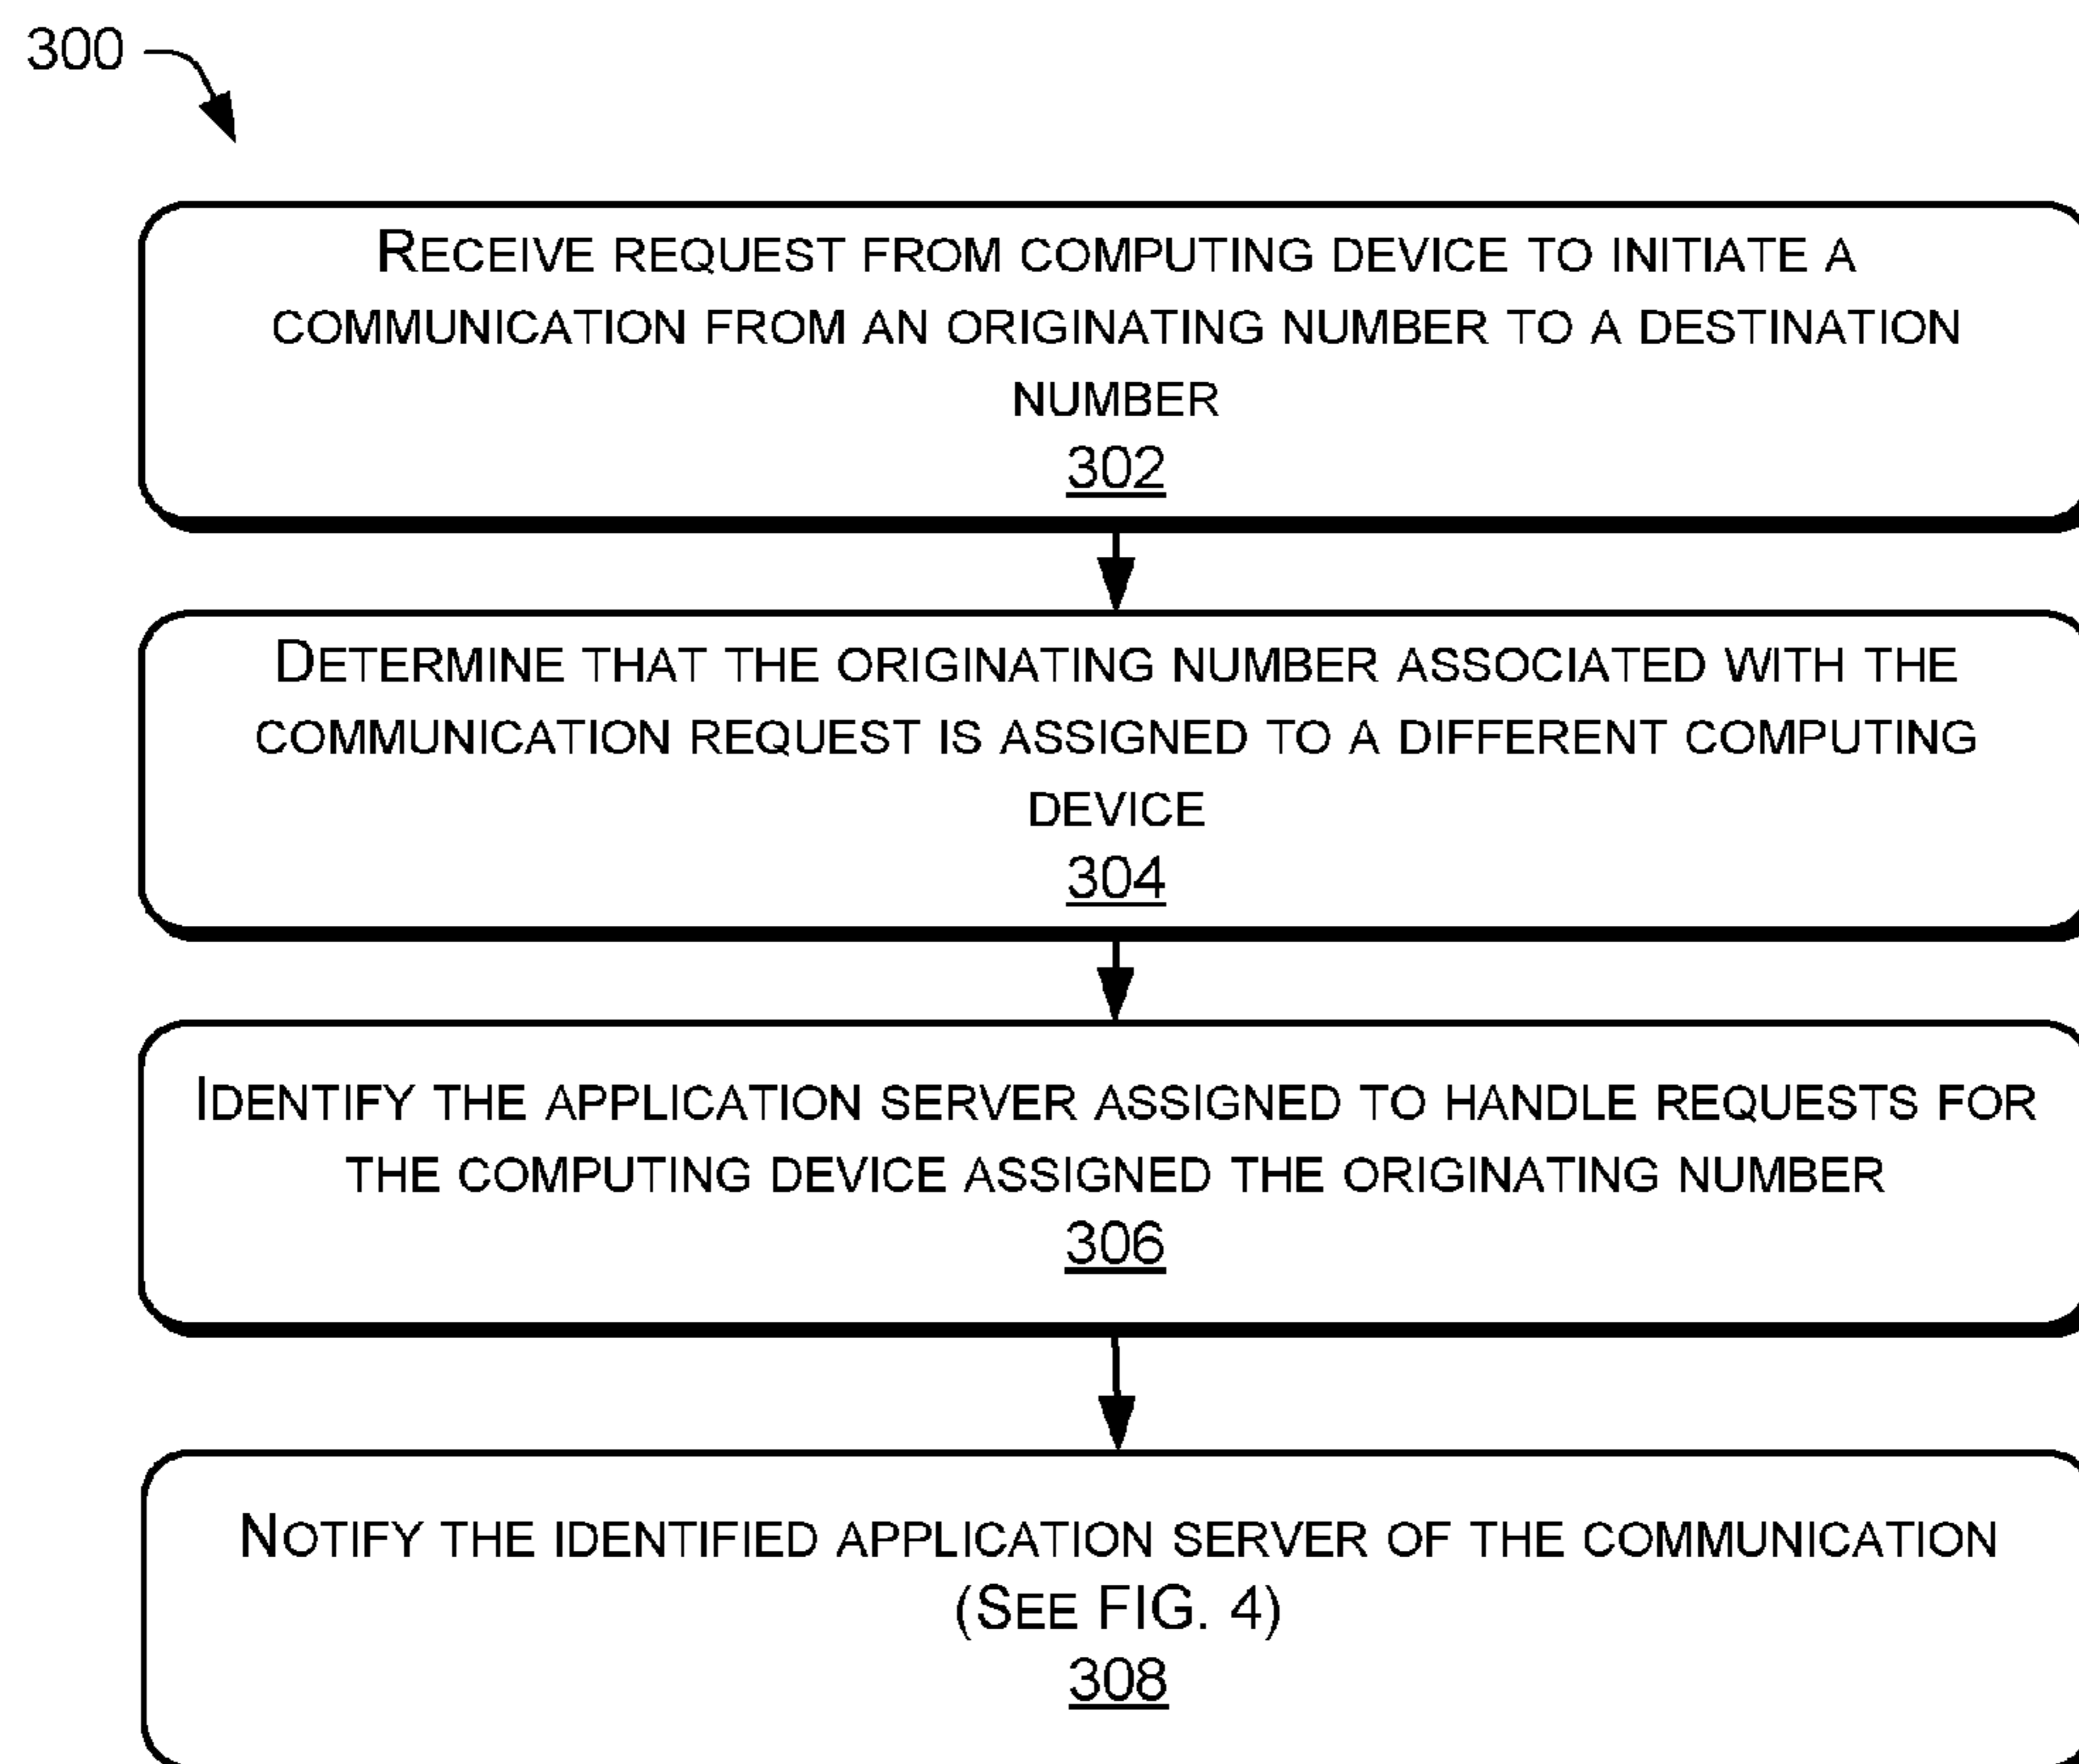 300
RECEIVE REQUEST FROM COMPUTING DEVICE TO INITIATE A
COMMUNICATION FROM AN ORIGINATING NUMBER TO A DESTINATION
NUMBER
302
DETERMINE THAT THE ORIGINATING NUMBER ASSOCIATED WITH THE
COMMUNICATION REQUEST IS ASSIGNED TO A DIFFERENT COMPUTING
DEVICE
304
IDENTIFY THE APPLICATION SERVER ASSIGNED TO HANDLE REQUESTS FOR
THE COMPUTING DEVICE ASSIGNED THE ORIGINATING NUMBER
306
NOTIFY THE IDENTIFIED APPLICATION SERVER OF THE COMMUNICATION
(SEE FIG. 4)
308